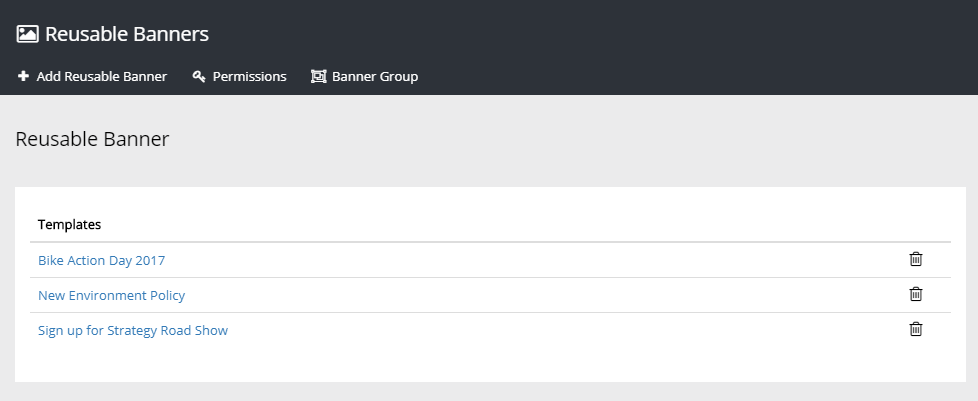 Reusable Banners
Add Reusable Banner Permissions Banner Group
Reusable Banner
Templates
Bike Action Day 2017
New Environment Policy
Sign up for Strategy Road Show